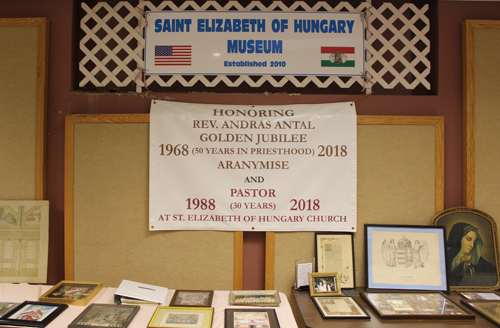 SAINT ELIZABETH OF HUNGARY
MUSEUM
Established 2010
HONORING
REV. ANDRAS ANTAL
GOLDEN JUBILEE
1968 (50 YEARS IN PRIESTHOOD) 2018
ARANYMISE
AND
PASTOR
1988 (30 YEARS) 2018
AT ST. ELIZABETH OF HUNGARY CHURCH